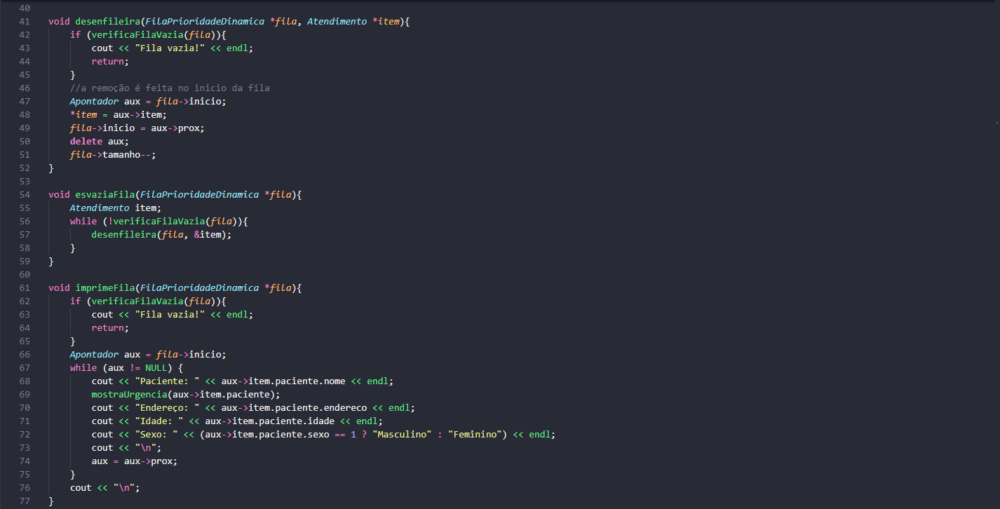 40
41 void desenfileira(FilaPrioridadeDinamica *fila, Atendimento *item){
42     if (verificaFilaVazia(fila)){
43         cout << "Fila vazia!" << endl;
44         return;
45     }
46     //a remoção é feita no inicio da fila
47     Apontador aux = fila->inicio;
48     *item = aux->item;
49     fila->inicio = aux->prox;
50     delete aux;
51     fila->tamanho--;
52 }
53
54 void esvaziaFila(FilaPrioridadeDinamica *fila){
55     Atendimento item;
56     while (!verificaFilaVazia(fila)){
57         desenfileira(fila, &item);
58     }
59 }
60
61 void imprimeFila(FilaPrioridadeDinamica *fila){
62     if (verificaFilaVazia(fila)){
63         cout << "Fila vazia!" << endl;
64         return;
65     }
66     Apontador aux = fila->inicio;
67     while (aux != NULL) {
68         cout << "Paciente: " << aux->item.paciente.nome << endl;
69         mostraUrgencia(aux->item.paciente);
70         cout << "Endereço: " << aux->item.paciente.endereco << endl;
71         cout << "Idade: " << aux->item.paciente.idade << endl;
72         cout << "Sexo: " << (aux->item.paciente.sexo == 1 ? "Masculino" : "Feminino") << endl;
73         cout << "\n";
74         aux = aux->prox;
75     }
76     cout << "\n";
77 }